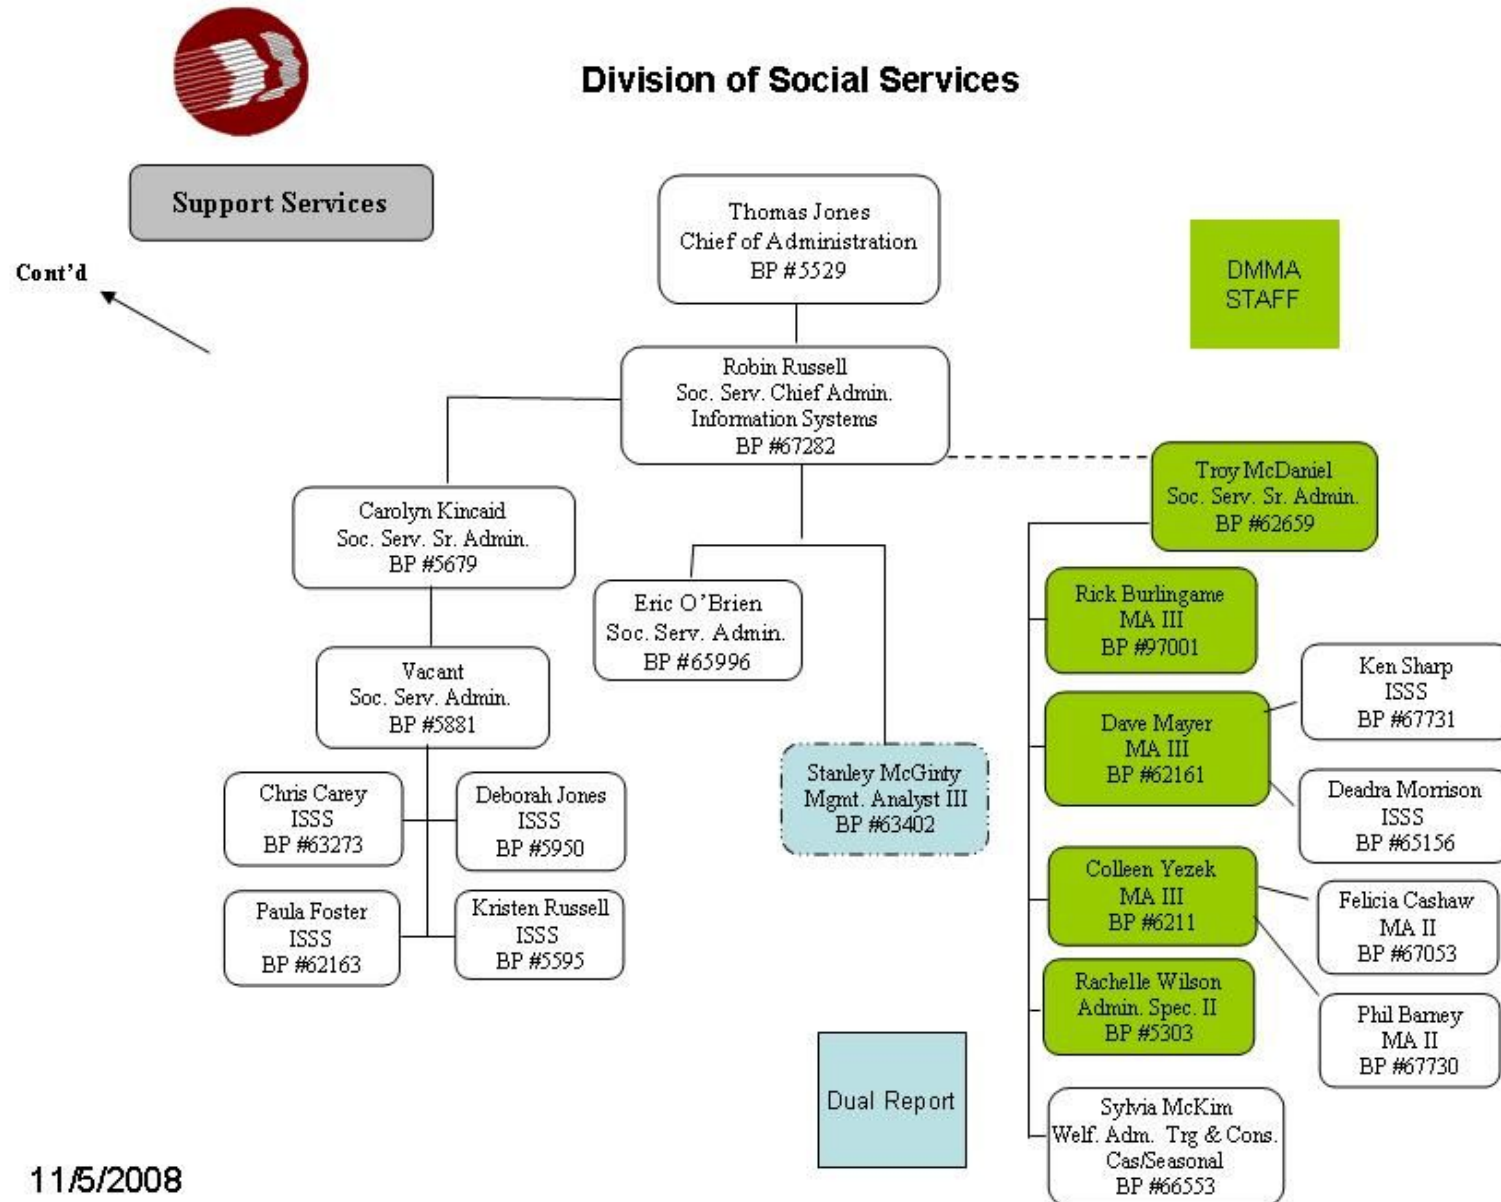 Division of Social Services
Support Services
Cont'd
Thomas Jones
Chief of Administration
BP #5529
DMMA
STAFF
Robin Russell
Soc. Serv. Chief Admin.
Information Systems
BP #67282
Troy McDaniel
Soc. Serv. Sr. Admin.
BP #62659
Carolyn Kincaid
Soc. Serv. Sr. Admin.
BP #5679
Eric O'Brien
Soc. Serv. Admin.
BP #65996
Rick Burlingame
MA III
BP #97001
Vacant
Soc. Serv. Admin.
BP #5881
Ken Sharp
ISSS
BP #67731
Dave Mayer
MA III
BP #62161
Stanley McGinty
Mgmt. Analyst III
BP #63402
Chris Carey
ISSS
BP #63273
Deborah Jones
ISSS
BP #5950
Deadra Morrison
ISSS
BP #65156
Colleen Yezek
MA III
BP #6211
Paula Foster
ISSS
BP #62163
Kristen Russell
ISSS
BP #5595
Felicia Cashaw
MA II
BP #67053
Rachelle Wilson
Admin. Spec. II
BP #5303
Phil Barney
MA II
BP #67730
Dual Report
Sylvia McKim
Welf. Adm. Trg & Cons.
Cas/Seasonal
BP #66553
11/5/2008